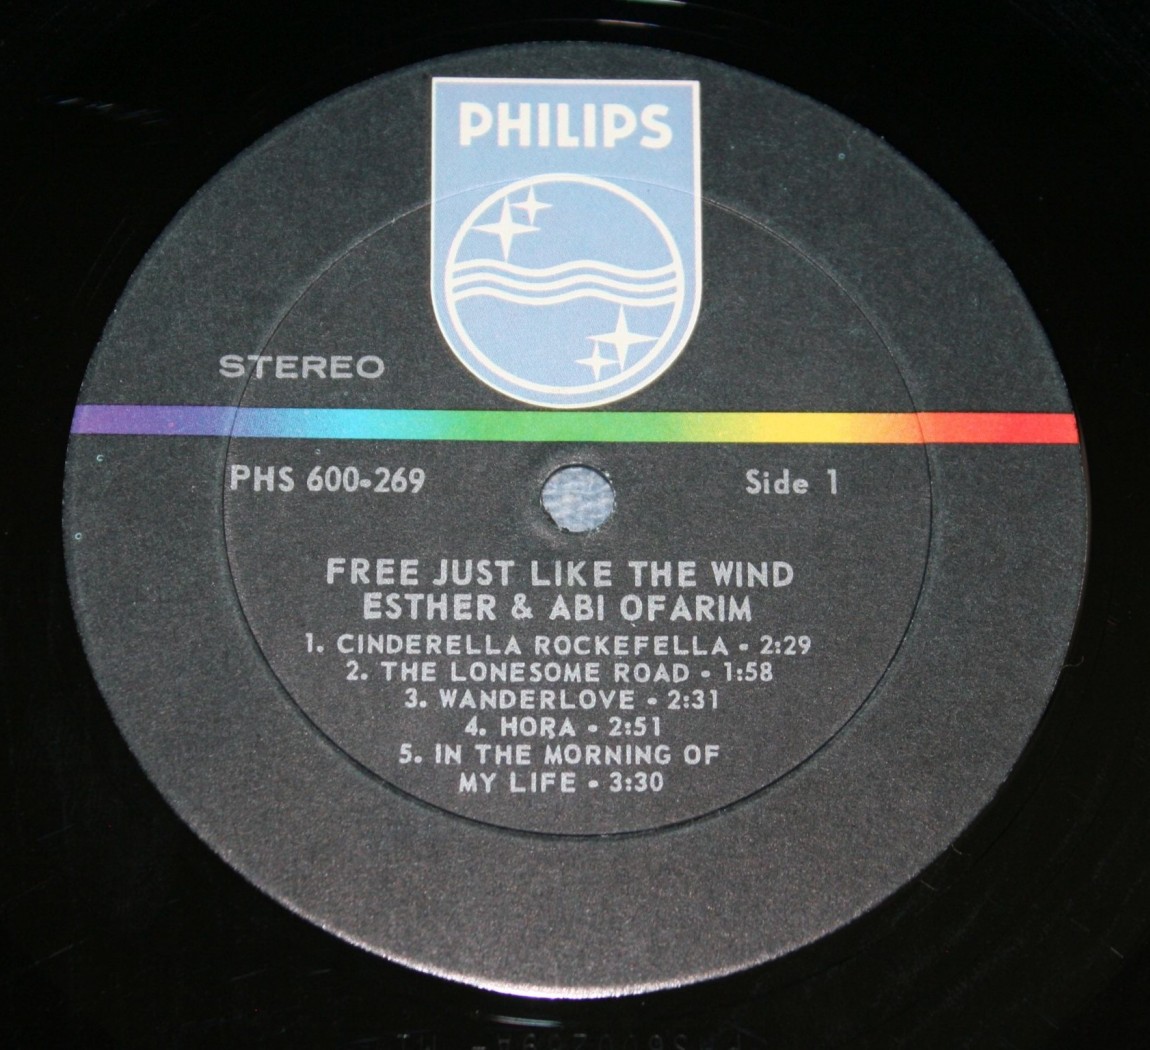 PHILIPS
STEREO
PHS 600-269
Side 1
FREE JUST LIKE THE WIND
ESTHER & ABI OFARIM
1. CINDERELLA ROCKEFELLA - 2:29
2. THE LONESOME ROAD - 1:58
3. WANDERLOVE - 2:31
4. HORA - 2:51
5. IN THE MORNING OF
MY LIFE - 3:30